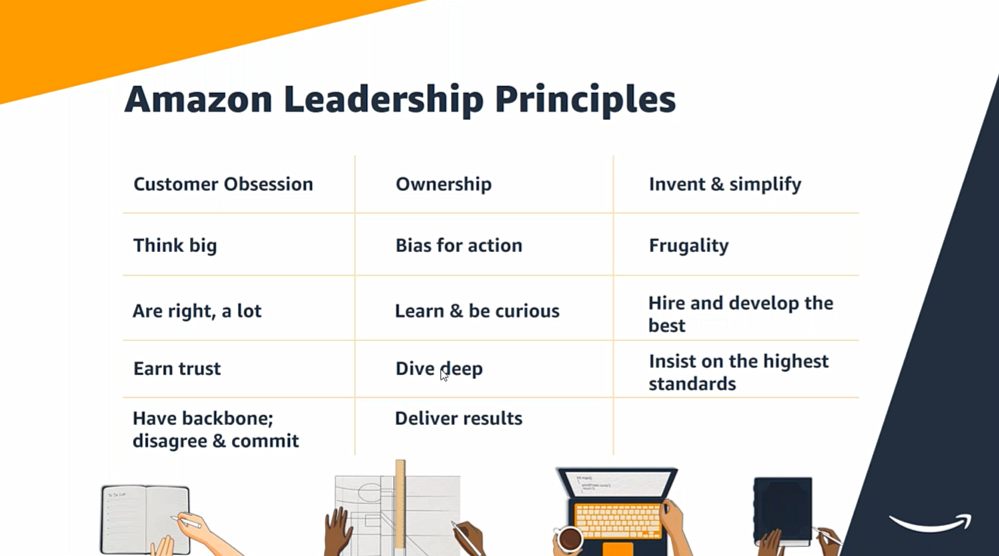 Amazon Leadership Principles
Customer Obsession
Ownership
Invent & simplify
Think big
Bias for action
Frugality
Are right, a lot
Learn & be curious
Hire and develop the
best
Earn trust
Dive deep
Insist on the highest
standards
Have backbone;
disagree & commit
Deliver results
To Do List